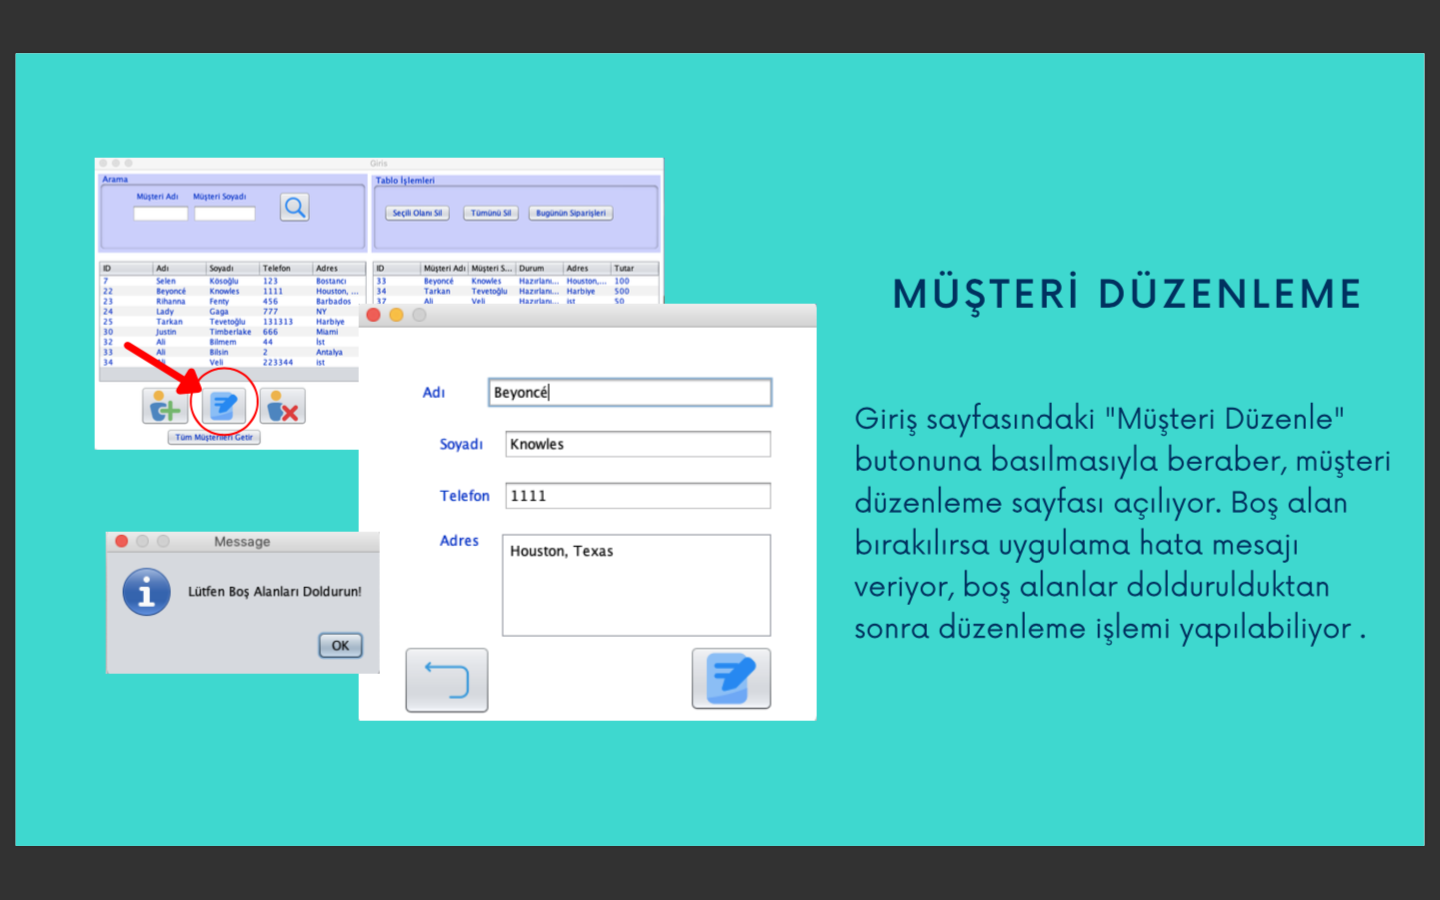 Giris
Arama
Müşteri Adı Müşteri Soyadı
Tablo İşlemleri
Seçili Olanı Sil Tümünü Sil Bugünün Siparişleri
ID Adı Soyadı Telefon Adres
7 Selen Kösoğlu 123 Bostancı
22 Beyoncé Knowles 1111 Houston, ...
23 Rihanna Fenty 456 Barbados
24 Lady Gaga 777 NY
25 Tarkan Tevetoğlu 131313 Harbiye
30 Justin Timberlake 666 Miami
32 Ali Bilmem 44 İst
33 Ali Bilsin 2 Antalya
34 Ali Veli 223344 ist
Tüm Müşterileri Getir
ID Müşteri Adı Müşteri S... Durum Adres Tutar
33 Beyoncé Knowles Hazırlanı... Houston,... 100
34 Tarkan Tevetoğlu Hazırlanı... Harbiye 500
37 Ali Veli Hazırlanı... ist 50
Adı Beyoncé
Soyadı Knowles
Telefon 1111
Adres Houston, Texas
Message
Lütfen Boş Alanları Doldurun!
OK
MÜŞTERİ DÜZENLEME
Giriş sayfasındaki "Müşteri Düzenle"
butonuna basılmasıyla beraber, müşteri
düzenleme sayfası açılıyor. Boş alan
bırakılırsa uygulama hata mesajı
veriyor, boş alanlar doldurulduktan
sonra düzenleme işlemi yapılabiliyor .